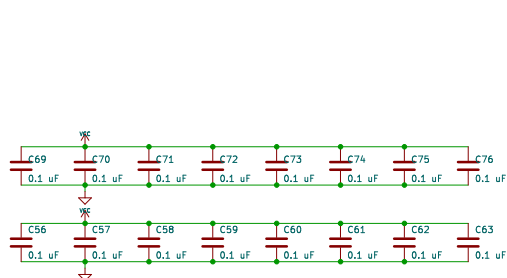 VCC
C69 C70 C71 C72 C73 C74 C75 C76
0.1 uF 0.1 uF 0.1 uF 0.1 uF 0.1 uF 0.1 uF 0.1 uF 0.1 uF
VCC
C56 C57 C58 C59 C60 C61 C62 C63
0.1 uF 0.1 uF 0.1 uF 0.1 uF 0.1 uF 0.1 uF 0.1 uF 0.1 uF